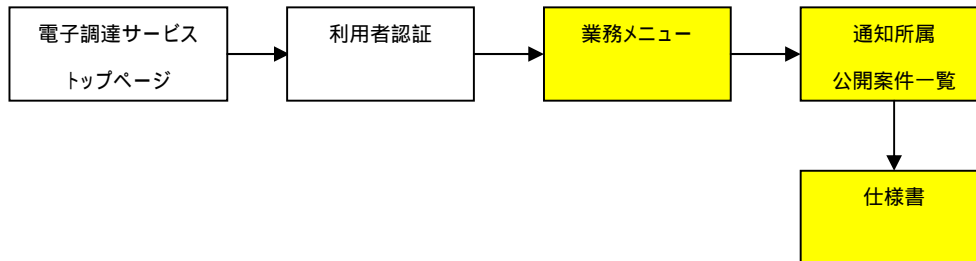 電子調達サービス
トップページ
利用者認証
業務メニュー
通知所属
公開案件一覧
仕様書